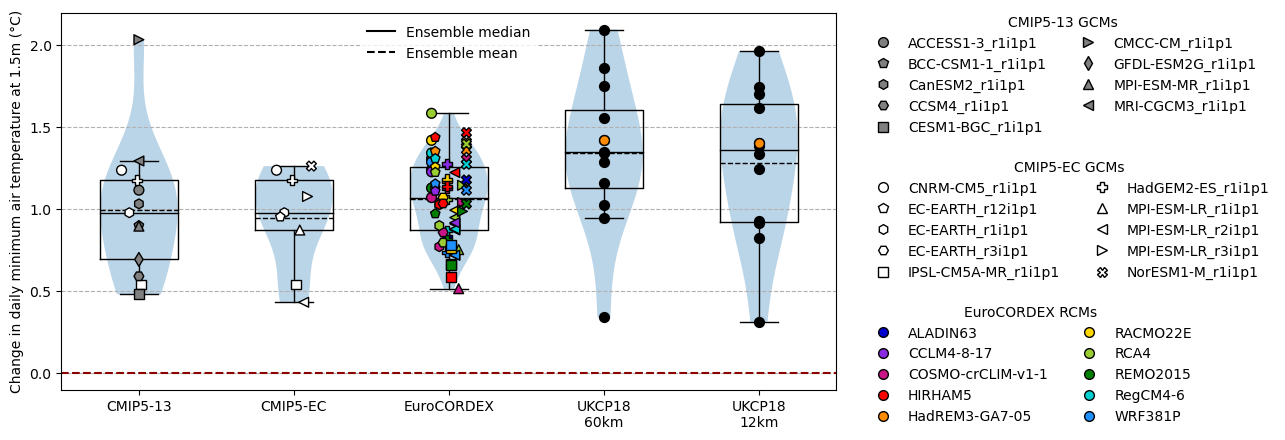 Change in daily minimum air temperature at 1.5m (°C)
2.0
1.5
1.0
0.5
0.0
Ensemble median
Ensemble mean
CMIP5-13
CMIP5-EC
EuroCORDEX
UKCP18
60km
UKCP18
12km
CMIP5-13 GCMs
ACCESS1-3_r1i1p1
BCC-CSM1-1_r1i1p1
CanESM2_r1i1p1
CCSM4_r1i1p1
CESM1-BGC_r1i1p1
CMCC-CM_r1i1p1
GFDL-ESM2G_r1i1p1
MPI-ESM-MR_r1i1p1
MRI-CGCM3_r1i1p1
CMIP5-EC GCMs
CNRM-CM5_r1i1p1
EC-EARTH_r12i1p1
EC-EARTH_r1i1p1
EC-EARTH_r3i1p1
IPSL-CM5A-MR_r1i1p1
HadGEM2-ES_r1i1p1
MPI-ESM-LR_r1i1p1
MPI-ESM-LR_r2i1p1
MPI-ESM-LR_r3i1p1
NorESM1-M_r1i1p1
EuroCORDEX RCMs
ALADIN63
CCLM4-8-17
COSMO-crCLIM-v1-1
HIRHAM5
HadREM3-GA7-05
RACMO22E
RCA4
REMO2015
RegCM4-6
WRF381P